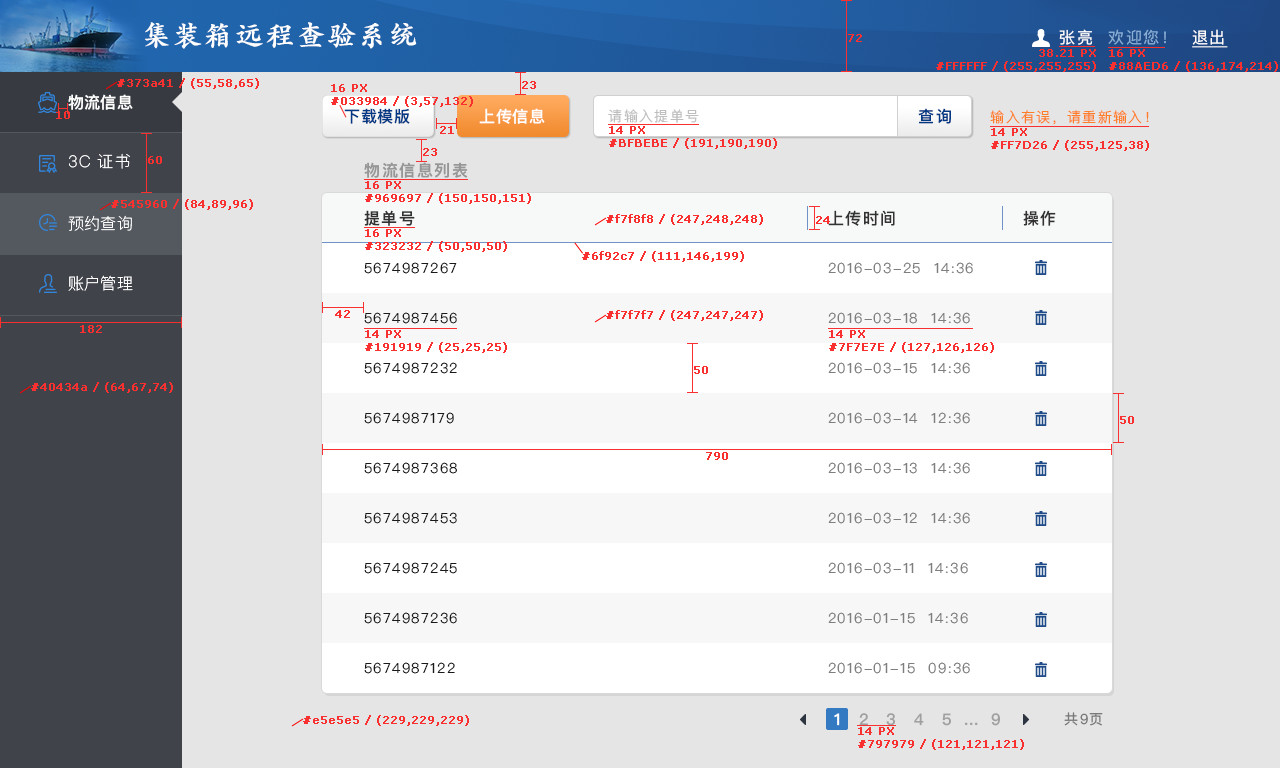 集装箱远程查验系统
72
张亮 欢迎您! 退出
38.21 PX 16 PX
#FFFFFF / (255,255,255) #88AED6 / (136,174,214)
#373a41 / (55,58,65)
物流信息
10
3C 证书
60
#545960 / (84,89,96)
预约查询
账户管理
182
#40434a / (64,67,74)
23
16 PX
#033984 / (3,57,132)
下载模版
21
上传信息
请输入提单号
14 PX
#BFBEBE / (191,190,190)
查询
输入有误，请重新输入!
14 PX
#FF7D26 / (255,125,38)
23
物流信息列表
16 PX
#969697 / (150,150,151)
提单号 #f7f8f8 / (247,248,248) 24 上传时间 操作
16 PX
#323232 / (50,50,50)
#6f92c7 / (111,146,199)
5674987267 2016-03-25 14:36
42
5674987456 #f7f7f7 / (247,247,247) 2016-03-18 14:36
14 PX 14 PX
#191919 / (25,25,25) #7F7E7E / (127,126,126)
5674987232 50 2016-03-15 14:36
5674987179 2016-03-14 12:36 50
790
5674987368 2016-03-13 14:36
5674987453 2016-03-12 14:36
5674987245 2016-03-11 14:36
5674987236 2016-01-15 14:36
5674987122 2016-01-15 09:36
#e5e5e5 / (229,229,229)
1 2 3 4 5 ... 9 共9页
14 PX
#797979 / (121,121,121)